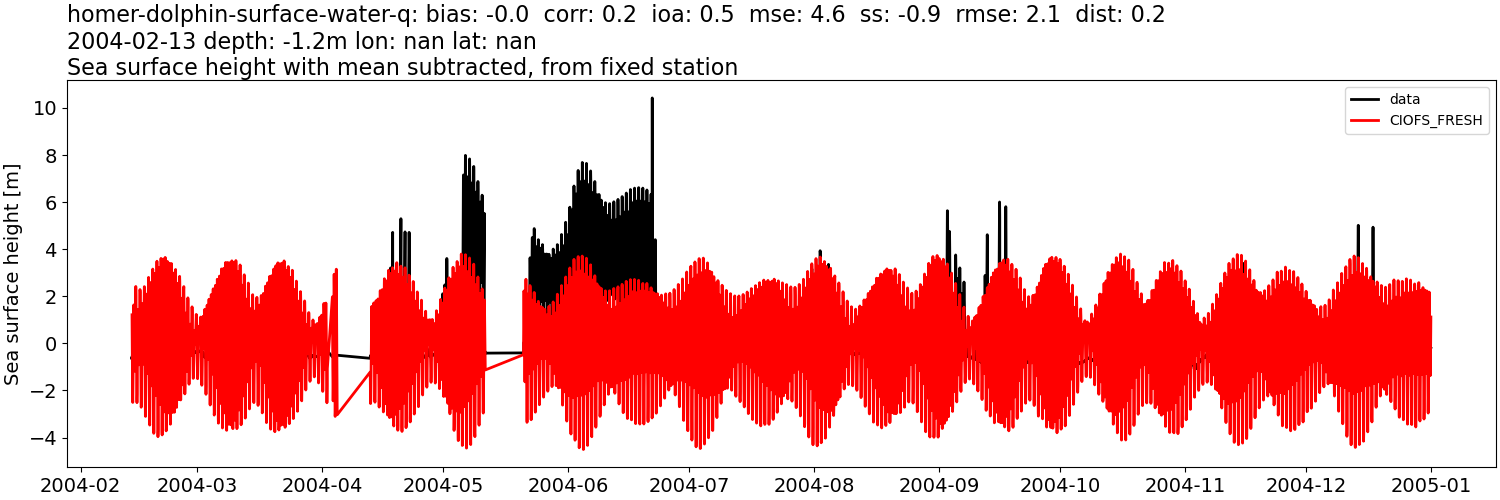 homer-dolphin-surface-water-q: bias: -0.0  corr: 0.2  ioa: 0.5  mse: 4.6  ss: -0.9  rmse: 2.1  dist: 0.2
2004-02-13 depth: -1.2m lon: nan lat: nan
Sea surface height with mean subtracted, from fixed station
data
CIOFS_FRESH
Sea surface height [m]
10
8
6
4
2
0
−2
−4
2004-02 2004-03 2004-04 2004-05 2004-06 2004-07 2004-08 2004-09 2004-10 2004-11 2004-12 2005-01